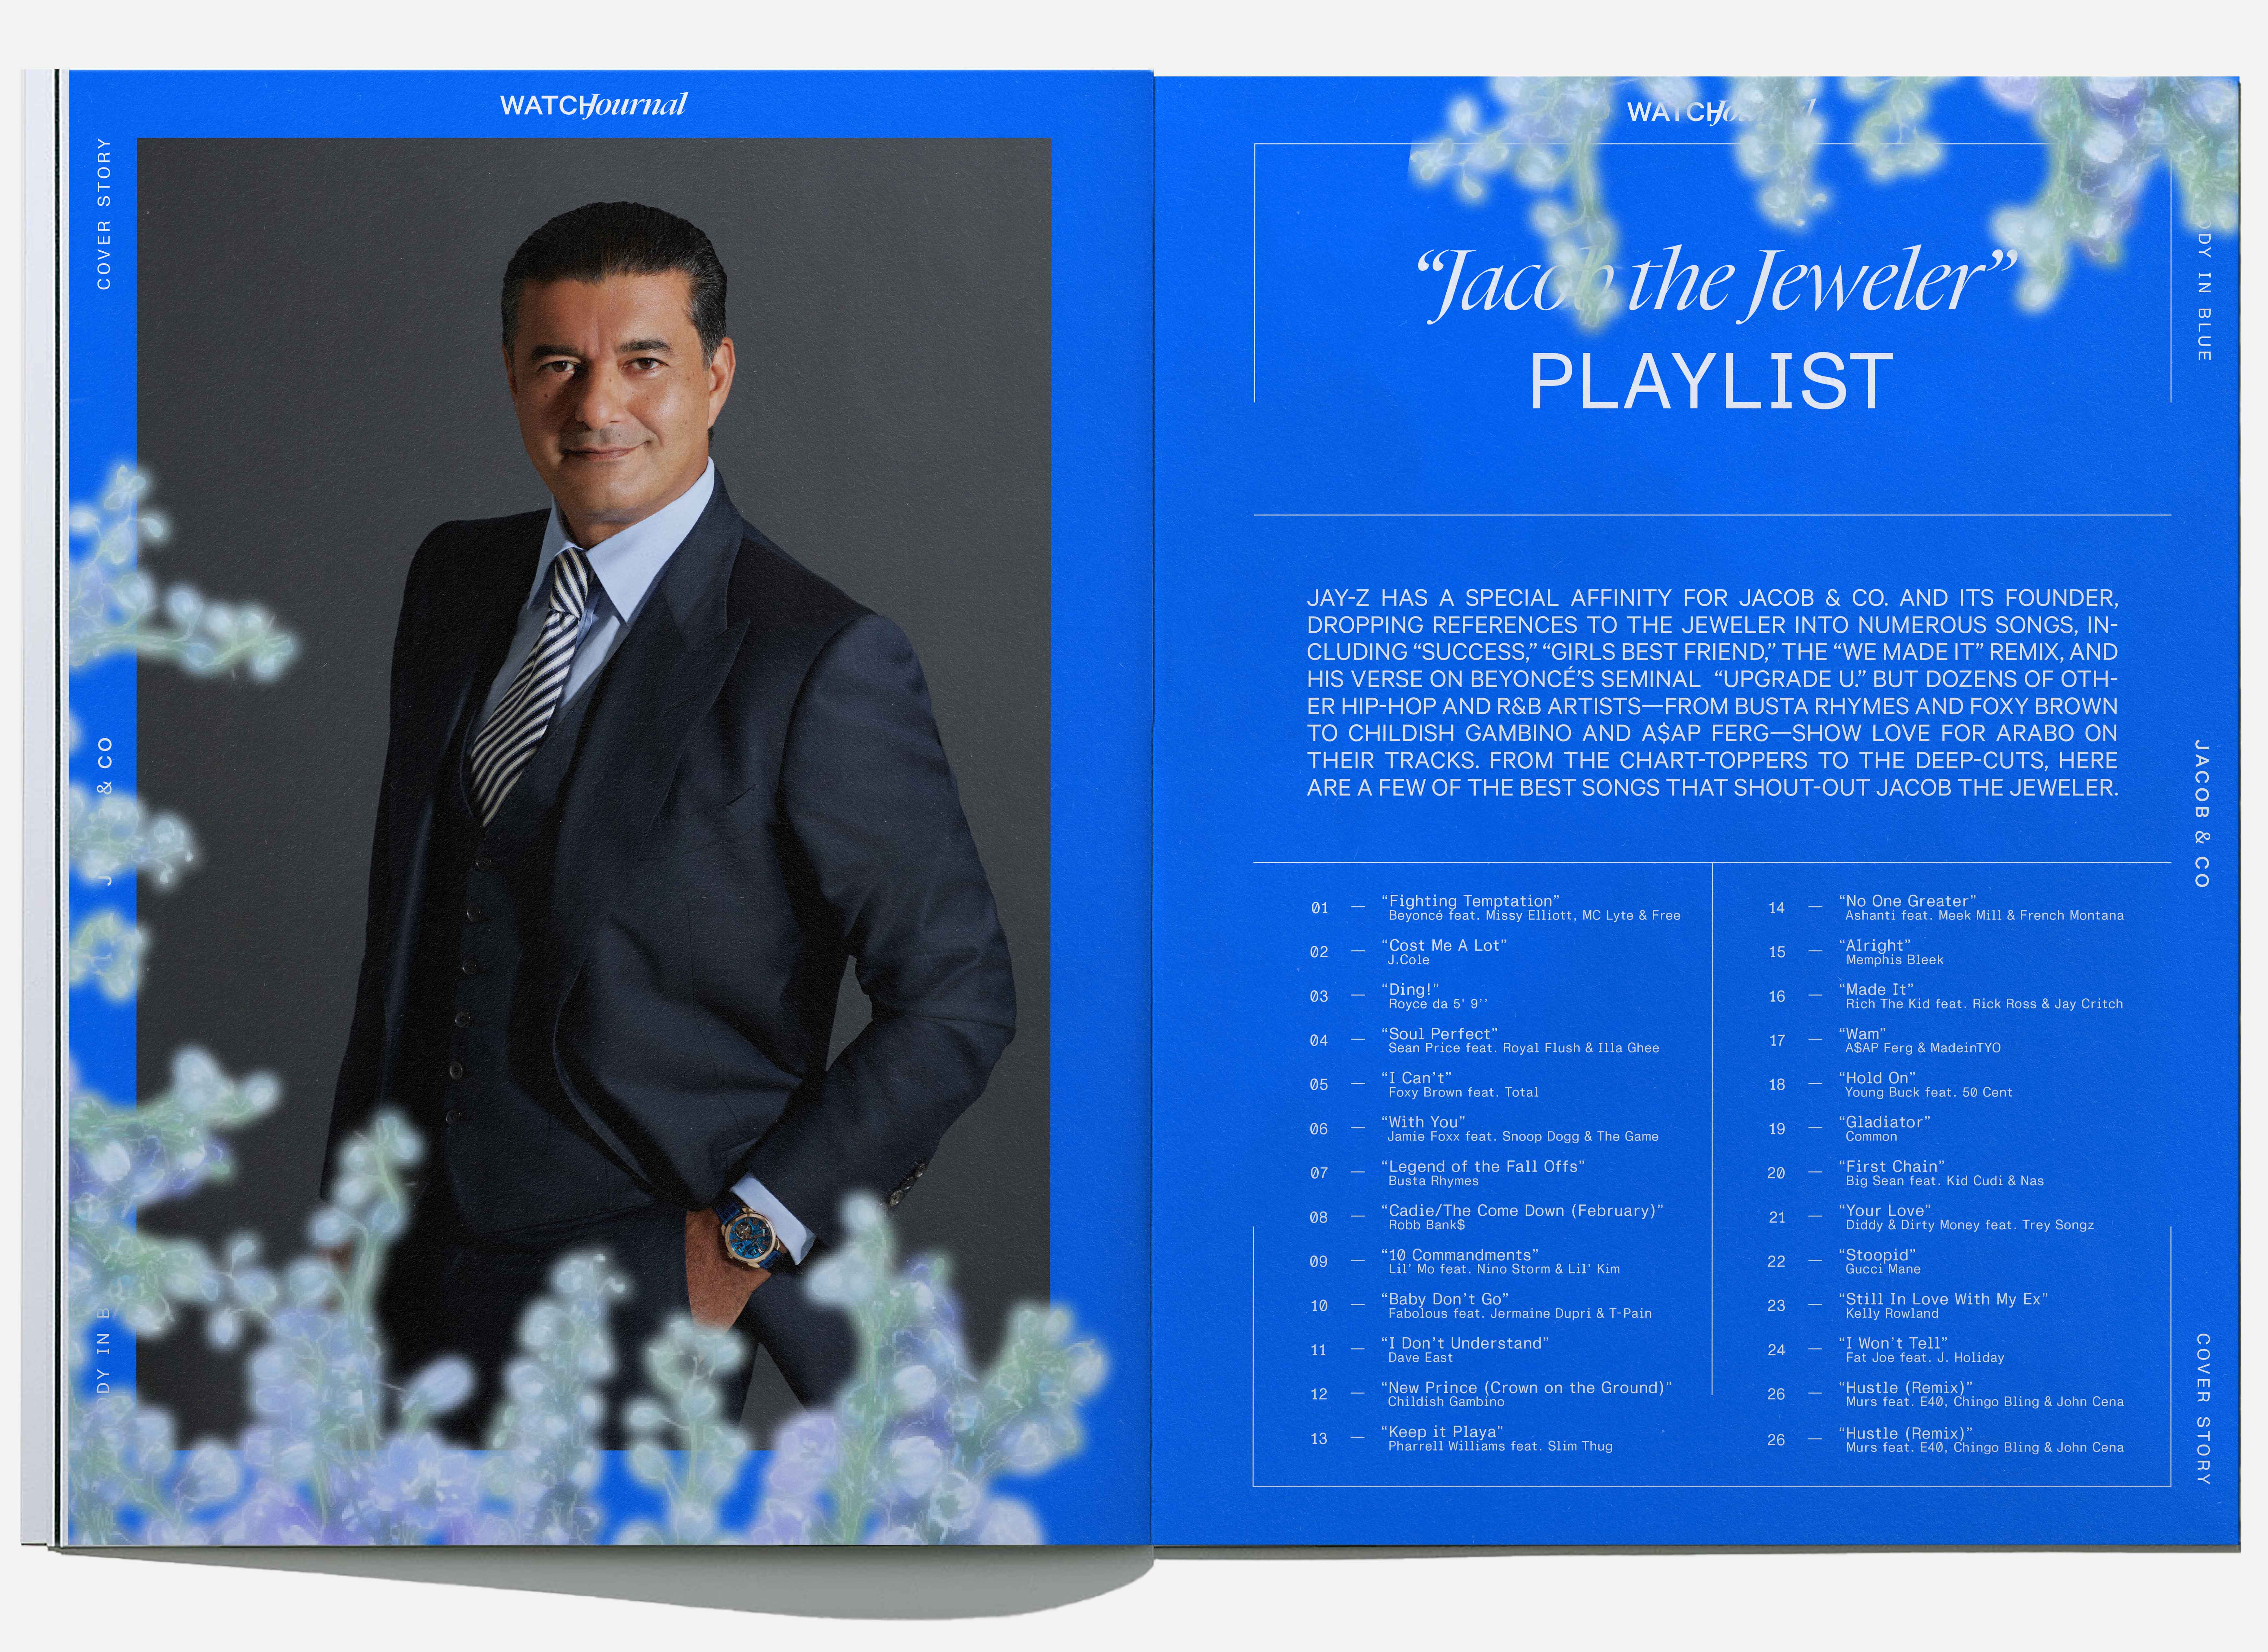 WATCHJournal
COVER STORY
& CO
IN
WATCH
"Jacob the Jeweler"
PLAYLIST
JAY-Z HAS A SPECIAL AFFINITY FOR JACOB & CO. AND ITS FOUNDER,
DROPPING REFERENCES TO THE JEWELER INTO NUMEROUS SONGS, IN-
CLUDING “SUCCESS,” “GIRLS BEST FRIEND,” THE “WE MADE IT” REMIX, AND
HIS VERSE ON BEYONCÉ’S SEMINAL “UPGRADE U.” BUT DOZENS OF OTH-
ER HIP-HOP AND R&B ARTISTS—FROM BUSTA RHYMES AND FOXY BROWN
TO CHILDISH GAMBINO AND A$AP FERG—SHOW LOVE FOR ARABO ON
THEIR TRACKS. FROM THE CHART-TOPPERS TO THE DEEP-CUTS, HERE
ARE A FEW OF THE BEST SONGS THAT SHOUT-OUT JACOB THE JEWELER.
01 — “Fighting Temptation”
Beyoncé feat. Missy Elliott, MC Lyte & Free
02 — “Cost Me A Lot”
J.Cole
03 — “Ding!”
Royce da 5' 9''
04 — “Soul Perfect”
Sean Price feat. Royal Flush & Illa Ghee
05 — “I Can’t”
Foxy Brown feat. Total
06 — “With You”
Jamie Foxx feat. Snoop Dogg & The Game
07 — “Legend of the Fall Offs”
Busta Rhymes
08 — “Cadie/The Come Down (February)”
Robb Bank$
09 — “10 Commandments”
Lil’ Mo feat. Nino Storm & Lil’ Kim
10 — “Baby Don’t Go”
Fabolous feat. Jermaine Dupri & T-Pain
11 — “I Don’t Understand”
Dave East
12 — “New Prince (Crown on the Ground)”
Childish Gambino
13 — “Keep it Playa”
Pharrell Williams feat. Slim Thug
14 — “No One Greater”
Ashanti feat. Meek Mill & French Montana
15 — “Alright”
Memphis Bleek
16 — “Made It”
Rich The Kid feat. Rick Ross & Jay Critch
17 — “Wam”
A$AP Ferg & MadeinTYO
18 — “Hold On”
Young Buck feat. 50 Cent
19 — “Gladiator”
Common
20 — “First Chain”
Big Sean feat. Kid Cudi & Nas
21 — “Your Love”
Diddy & Dirty Money feat. Trey Songz
22 — “Stoopid”
Gucci Mane
23 — “Still In Love With My Ex”
Kelly Rowland
24 — “I Won’t Tell”
Fat Joe feat. J. Holiday
26 — “Hustle (Remix)”
Murs feat. E40, Chingo Bling & John Cena
26 — “Hustle (Remix)”
Murs feat. E40, Chingo Bling & John Cena
IN BLUE
JACOB & CO
COVER STORY